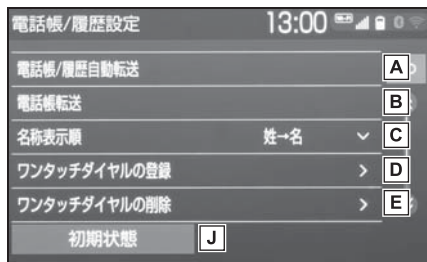 電話帳/履歴設定 13:00
電話帳/履歴自動転送 A
電話帳転送 B
名称表示順 姓→名 C
ワンタッチダイヤルの登録 > D
ワンタッチダイヤルの削除 > E
初期状態 J